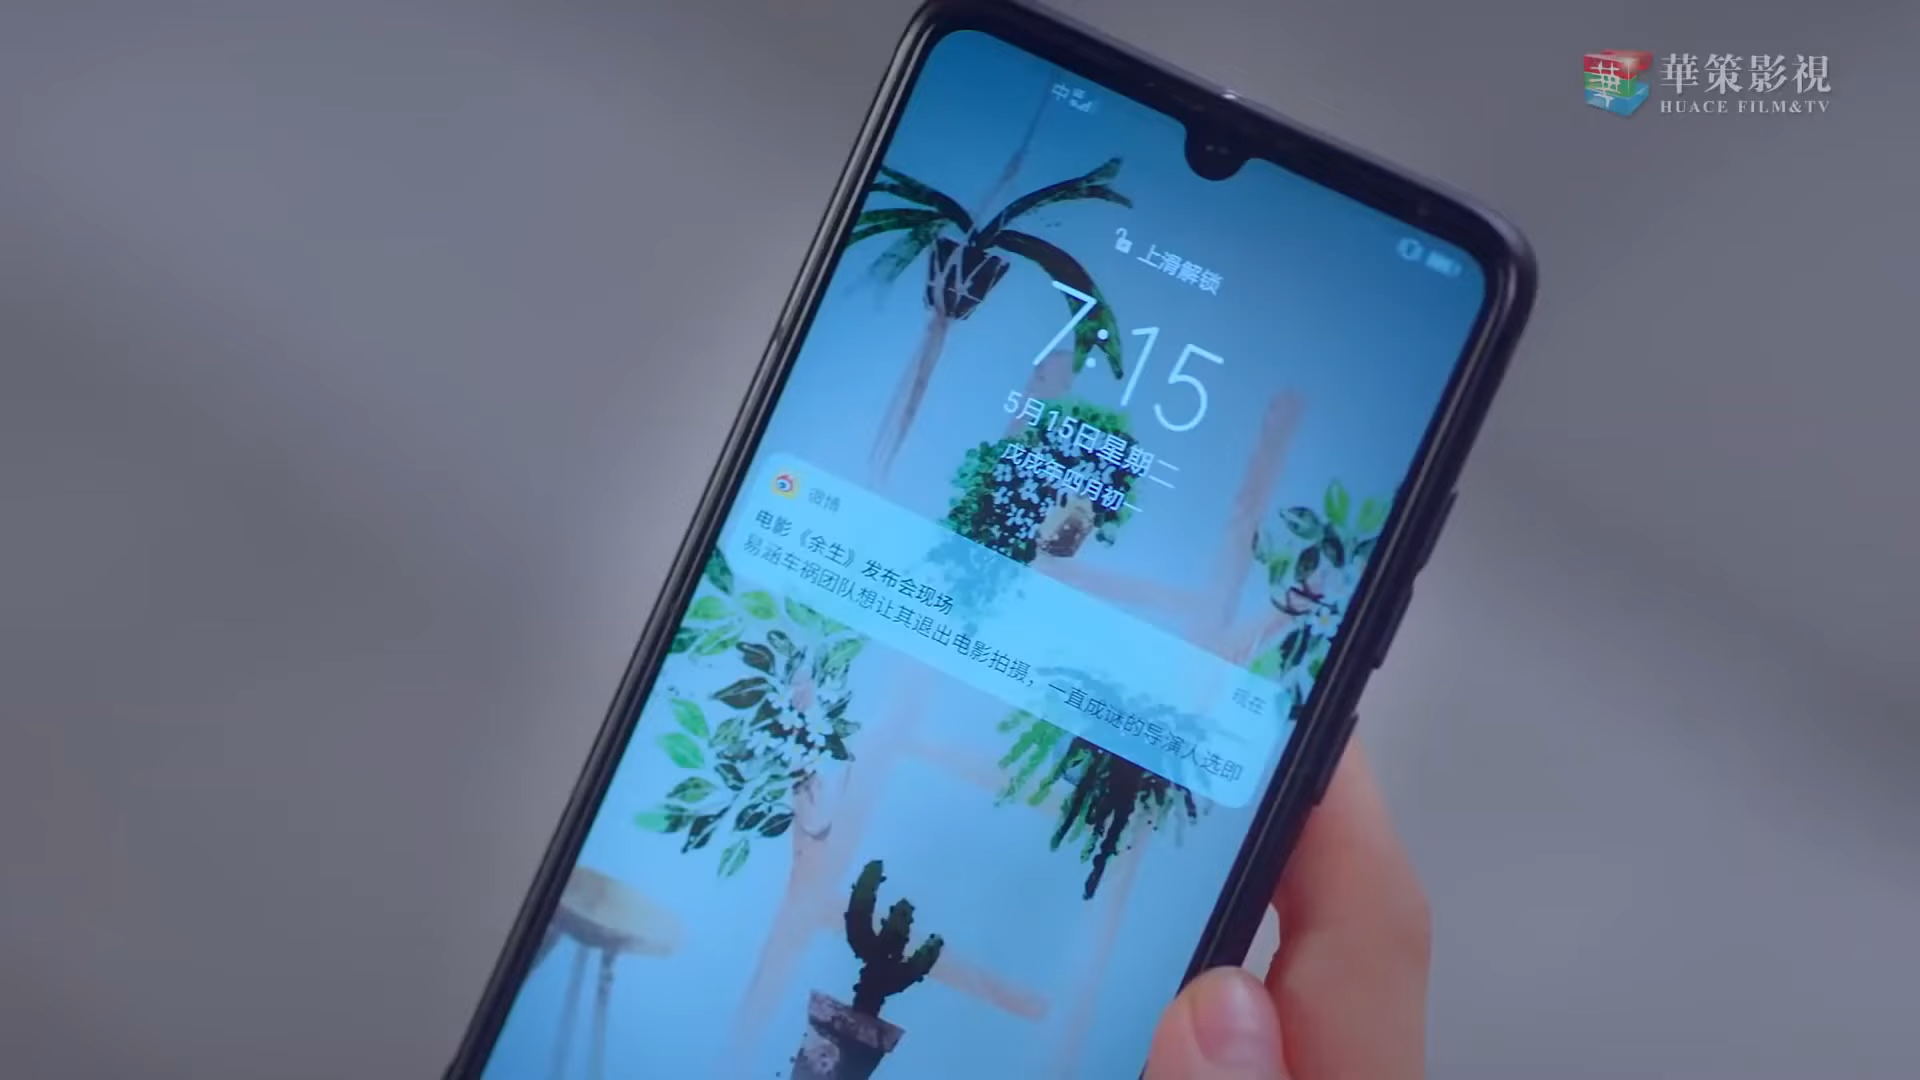 華策影視
HUACE FILM&TV
中
上滑解锁
7:15
5月15日星期二
戊戌年四月初一
微博
现在
电影《余生》发布会现场
易涵车祸团队想让其退出电影拍摄，一直成谜的导演人选即